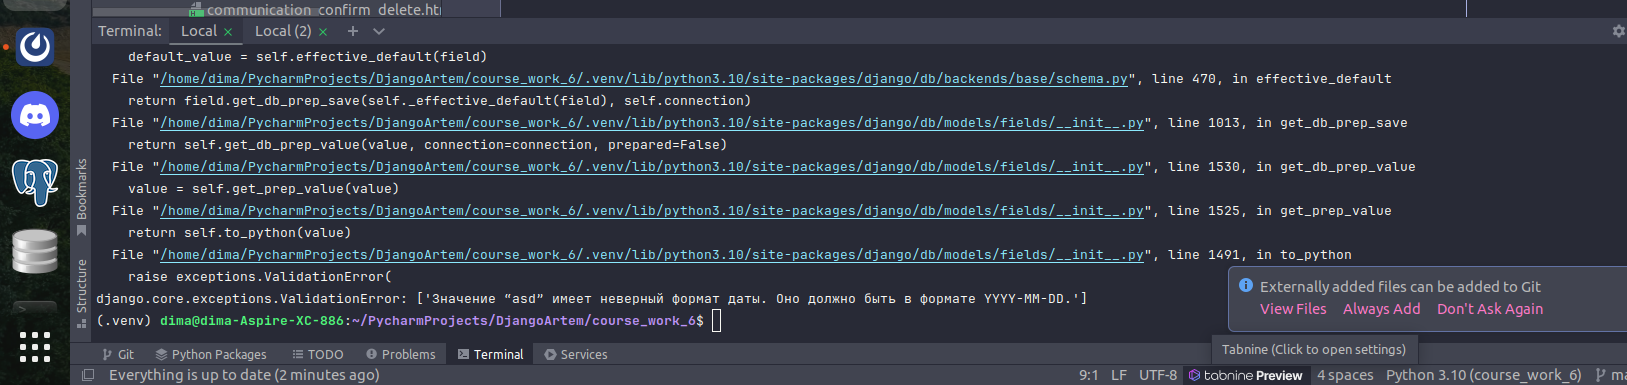 communication_confirm_delete.ht
Terminal: Local × Local (2) × +
default_value = self.effective_default(field)
File "/home/dima/PycharmProjects/DjangoArtem/course_work_6/.venv/lib/python3.10/site-packages/django/db/backends/base/schema.py", line 470, in effective_default
return field.get_db_prep_save(self._effective_default(field), self.connection)
File "/home/dima/PycharmProjects/DjangoArtem/course_work_6/.venv/lib/python3.10/site-packages/django/db/models/fields/__init__.py", line 1013, in get_db_prep_save
return self.get_db_prep_value(value, connection=connection, prepared=False)
File "/home/dima/PycharmProjects/DjangoArtem/course_work_6/.venv/lib/python3.10/site-packages/django/db/models/fields/__init__.py", line 1530, in get_db_prep_value
value = self.get_prep_value(value)
File "/home/dima/PycharmProjects/DjangoArtem/course_work_6/.venv/lib/python3.10/site-packages/django/db/models/fields/__init__.py", line 1525, in get_prep_value
return self.to_python(value)
File "/home/dima/PycharmProjects/DjangoArtem/course_work_6/.venv/lib/python3.10/site-packages/django/db/models/fields/__init__.py", line 1491, in to_python
raise exceptions.ValidationError(
django.core.exceptions.ValidationError: ['Значение “asd” имеет неверный формат даты. Оно должно быть в формате YYYY-MM-DD.']
(.venv) dima@dima-Aspire-XC-886:~/PycharmProjects/DjangoArtem/course_work_6$
Bookmarks
Structure
Externally added files can be added to Git
View Files Always Add Don't Ask Again
Tabnine (Click to open settings)
Git Python Packages TODO Problems Terminal Services
Everything is up to date (2 minutes ago) 9:1 LF UTF-8 tabnine Preview 4 spaces Python 3.10 (course_work_6) ma